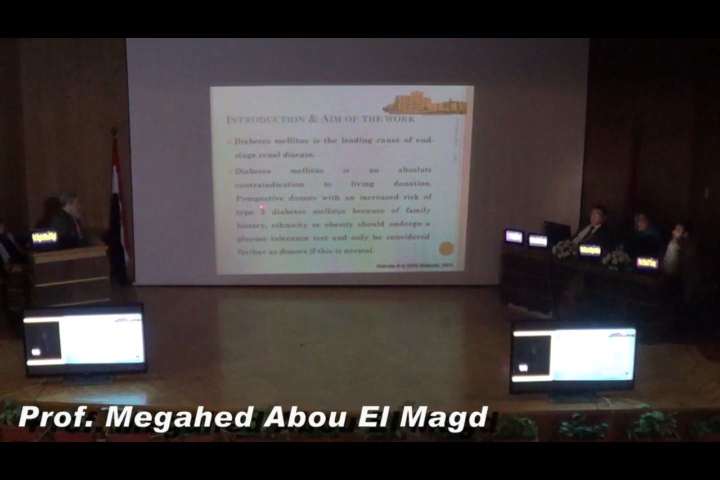 INTRODUCTION & AIM OF THE WORK
Diabetes mellitus is the leading cause of end-
stage renal disease.
Diabetes mellitus is an absolute
contraindication to living donation.
Prospective donors with an increased risk of
type 2 diabetes mellitus because of family
history, ethnicity or obesity should undergo a
glucose tolerance test and only be considered
further as donors if this is normal.
Prof. Megahed Abou El Magd